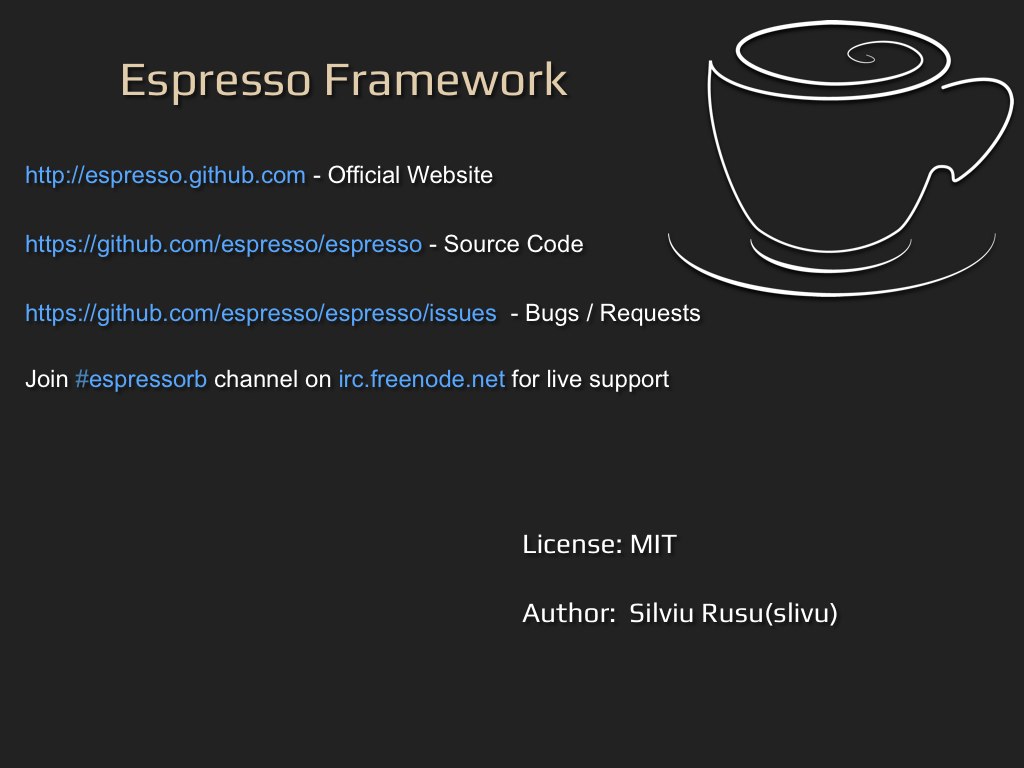 Espresso Framework
http://espresso.github.com - Official Website
https://github.com/espresso/espresso - Source Code
https://github.com/espresso/espresso/issues  - Bugs / Requests
Join #espressorb channel on irc.freenode.net for live support
License: MIT
Author:  Silviu Rusu(slivu)